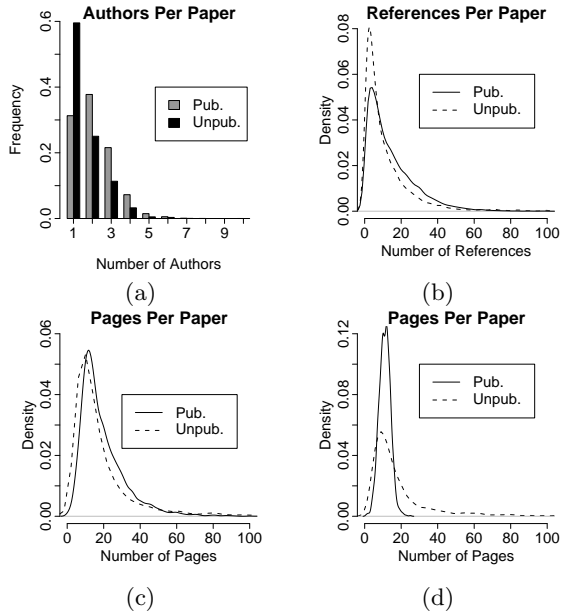 Authors Per Paper
Frequency
0.0 0.2 0.4 0.6
Pub.
Unpub.
1 3 5 7 9
Number of Authors
(a)
References Per Paper
Density
0.00 0.02 0.04 0.06 0.08
Pub.
Unpub.
0 20 40 60 80 100
Number of References
(b)
Pages Per Paper
Density
0.00 0.02 0.04 0.06
Pub.
Unpub.
0 20 40 60 80 100
Number of Pages
(c)
Pages Per Paper
Density
0.00 0.04 0.08 0.12
Pub.
Unpub.
0 20 40 60 80 100
Number of Pages
(d)